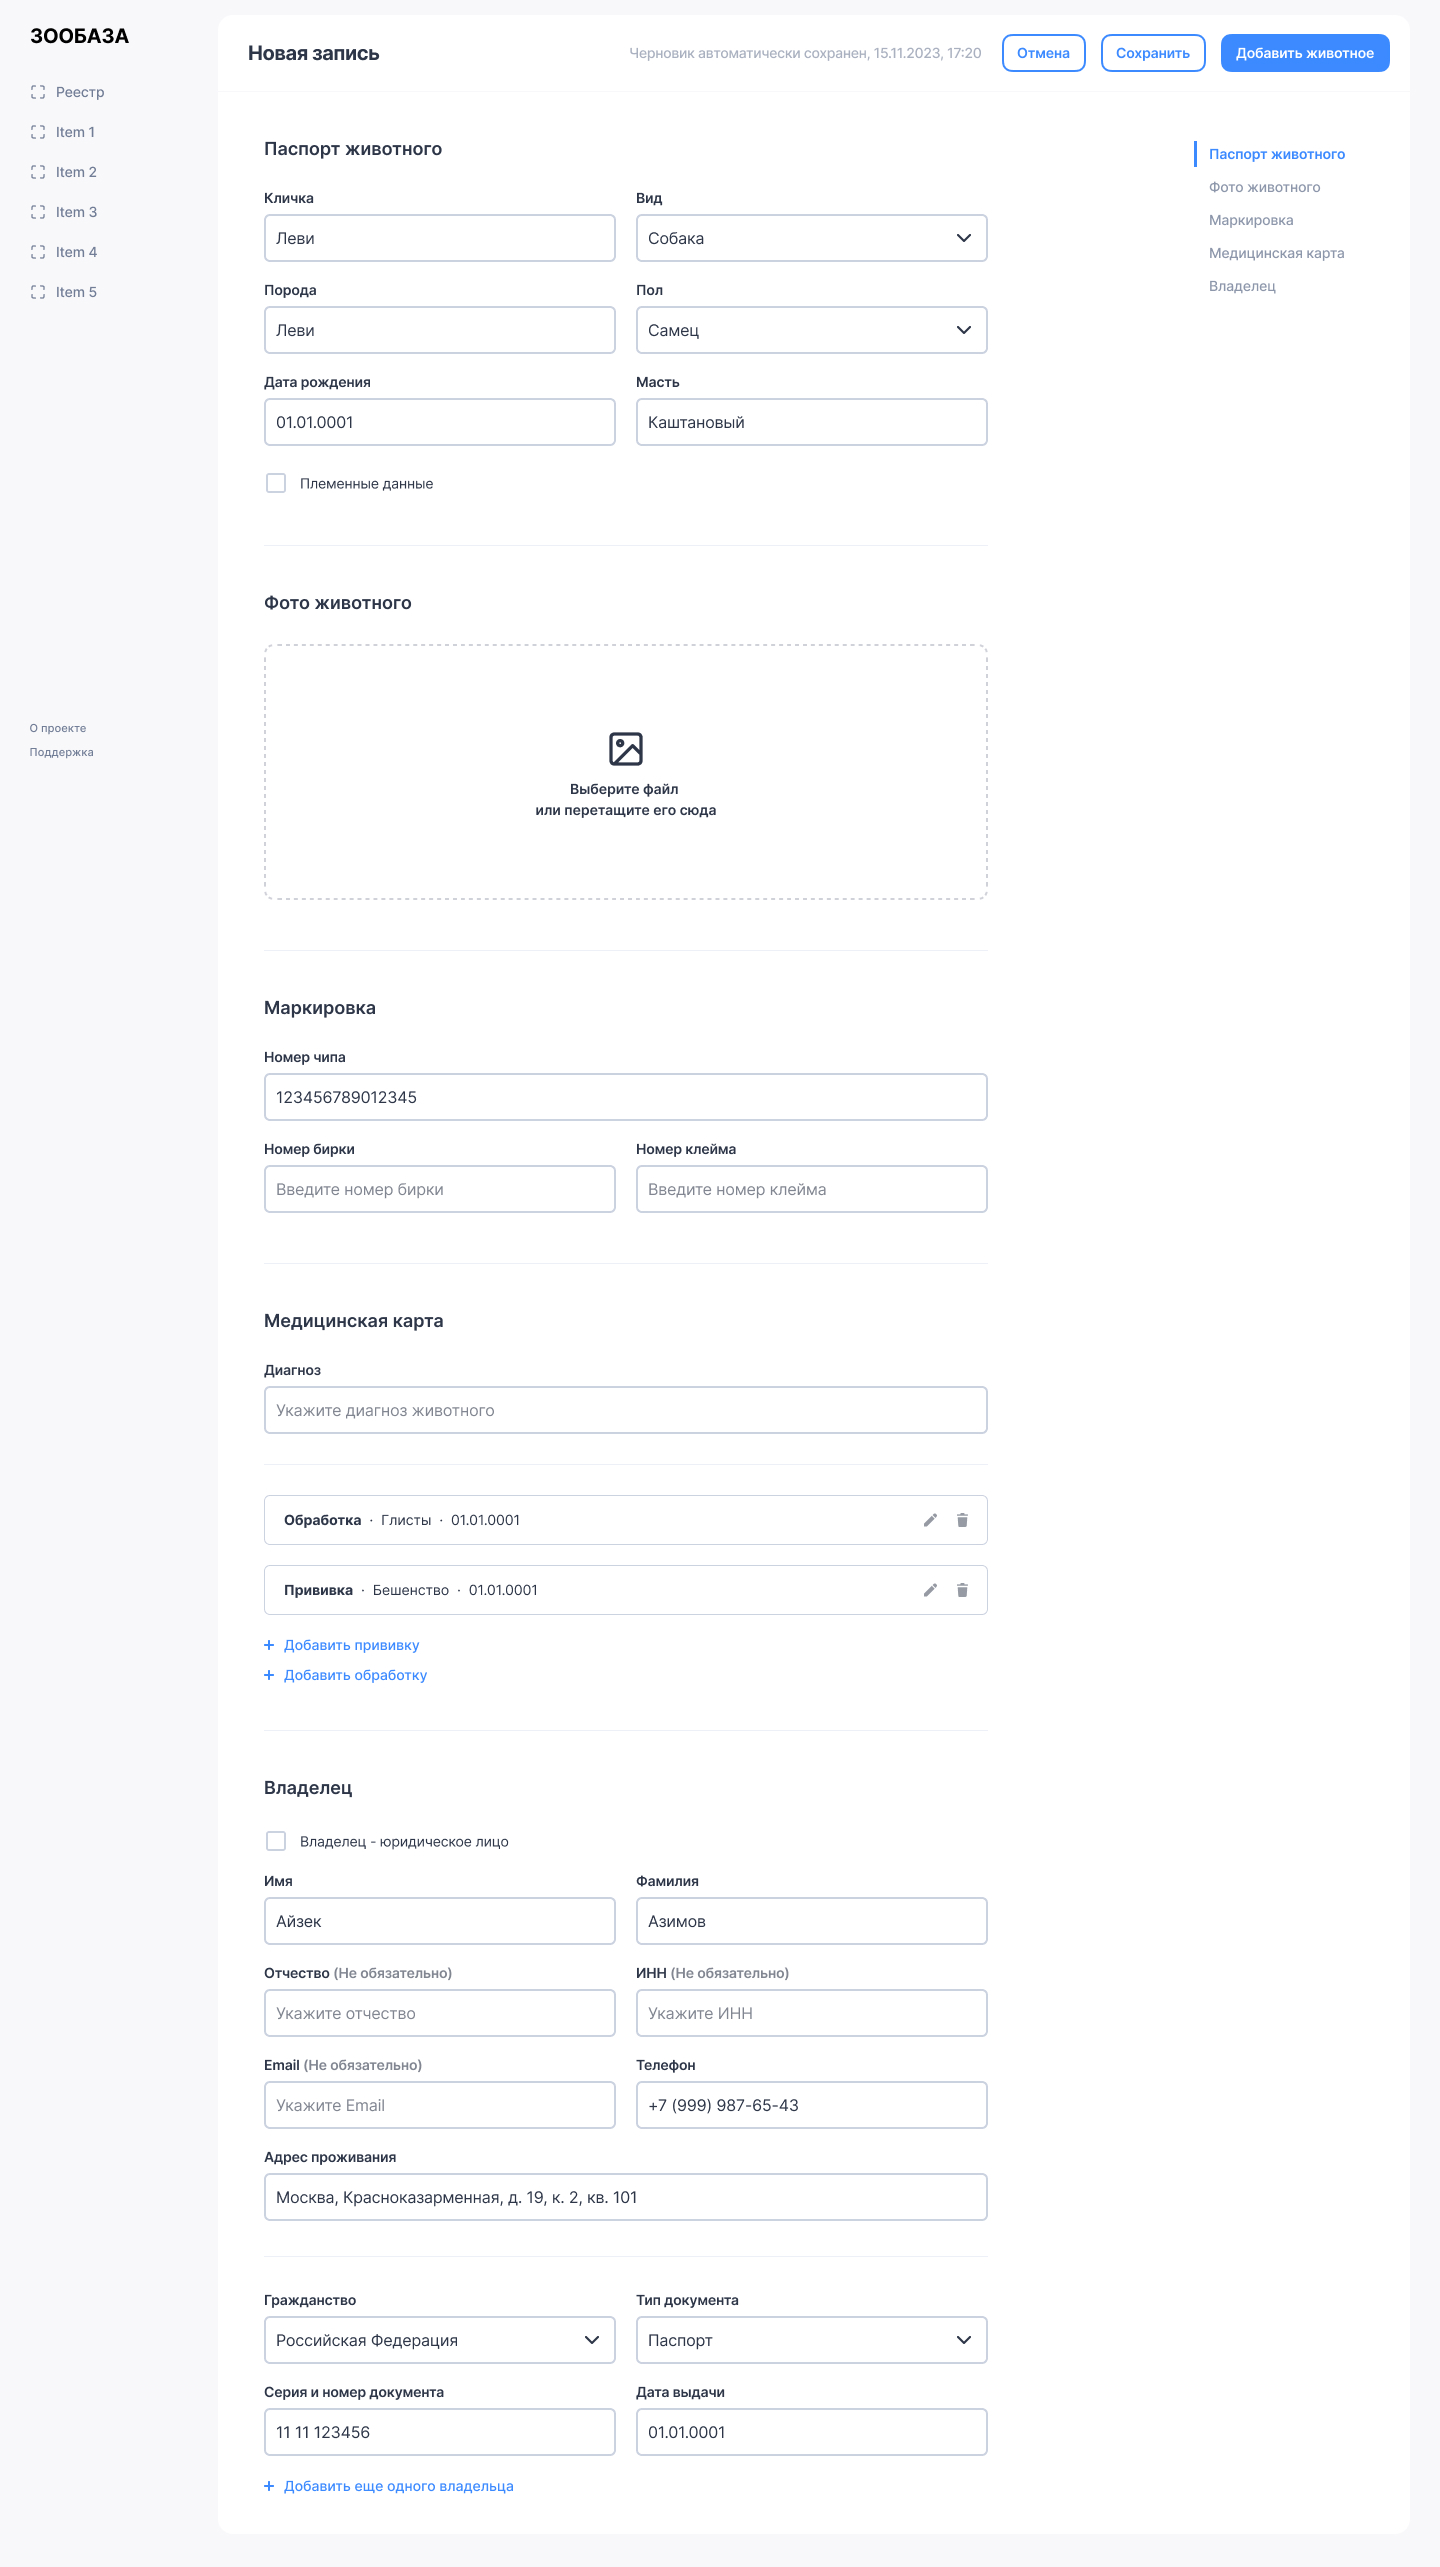 ЗООБАЗА
Реестр
Item 1
Item 2
Item 3
Item 4
Item 5
О проекте
Поддержка
Новая запись
Черновик автоматически сохранен, 15.11.2023, 17:20
Отмена
Сохранить
Добавить животное
Паспорт животного
Фото животного
Маркировка
Медицинская карта
Владелец
Паспорт животного
Кличка
Вид
Леви
Собака
Порода
Пол
Леви
Самец
Дата рождения
Масть
01.01.0001
Каштановый
Племенные данные
Фото животного
Выберите файл
или перетащите его сюда
Маркировка
Номер чипа
123456789012345
Номер бирки
Номер клейма
Введите номер бирки
Введите номер клейма
Медицинская карта
Диагноз
Укажите диагноз животного
Обработка · Глисты · 01.01.0001
Прививка · Бешенство · 01.01.0001
+ Добавить прививку
+ Добавить обработку
Владелец
Владелец - юридическое лицо
Имя
Фамилия
Айзек
Азимов
Отчество (Не обязательно)
ИНН (Не обязательно)
Укажите отчество
Укажите ИНН
Email (Не обязательно)
Телефон
Укажите Email
+7 (999) 987-65-43
Адрес проживания
Москва, Красноказарменная, д. 19, к. 2, кв. 101
Гражданство
Тип документа
Российская Федерация
Паспорт
Серия и номер документа
Дата выдачи
11 11 123456
01.01.0001
+ Добавить еще одного владельца